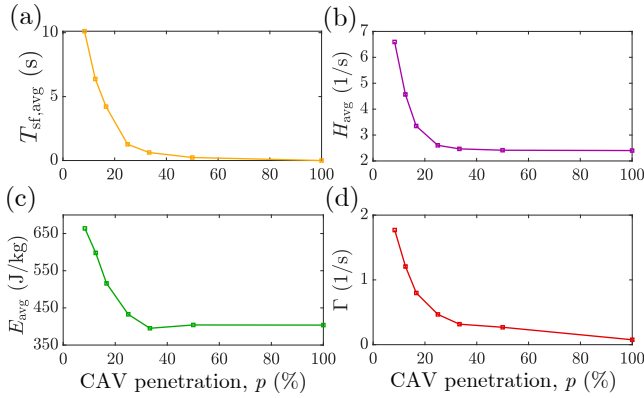 (a)
10
5
0
T_sf,avg (s)
0 20 40 60 80 100
(b)
7
6
5
4
3
2
H_avg (1/s)
0 20 40 60 80 100
(c)
650
550
450
350
E_avg (J/kg)
0 20 40 60 80 100
CAV penetration, p (%)
(d)
2
1
0
Γ (1/s)
0 20 40 60 80 100
CAV penetration, p (%)